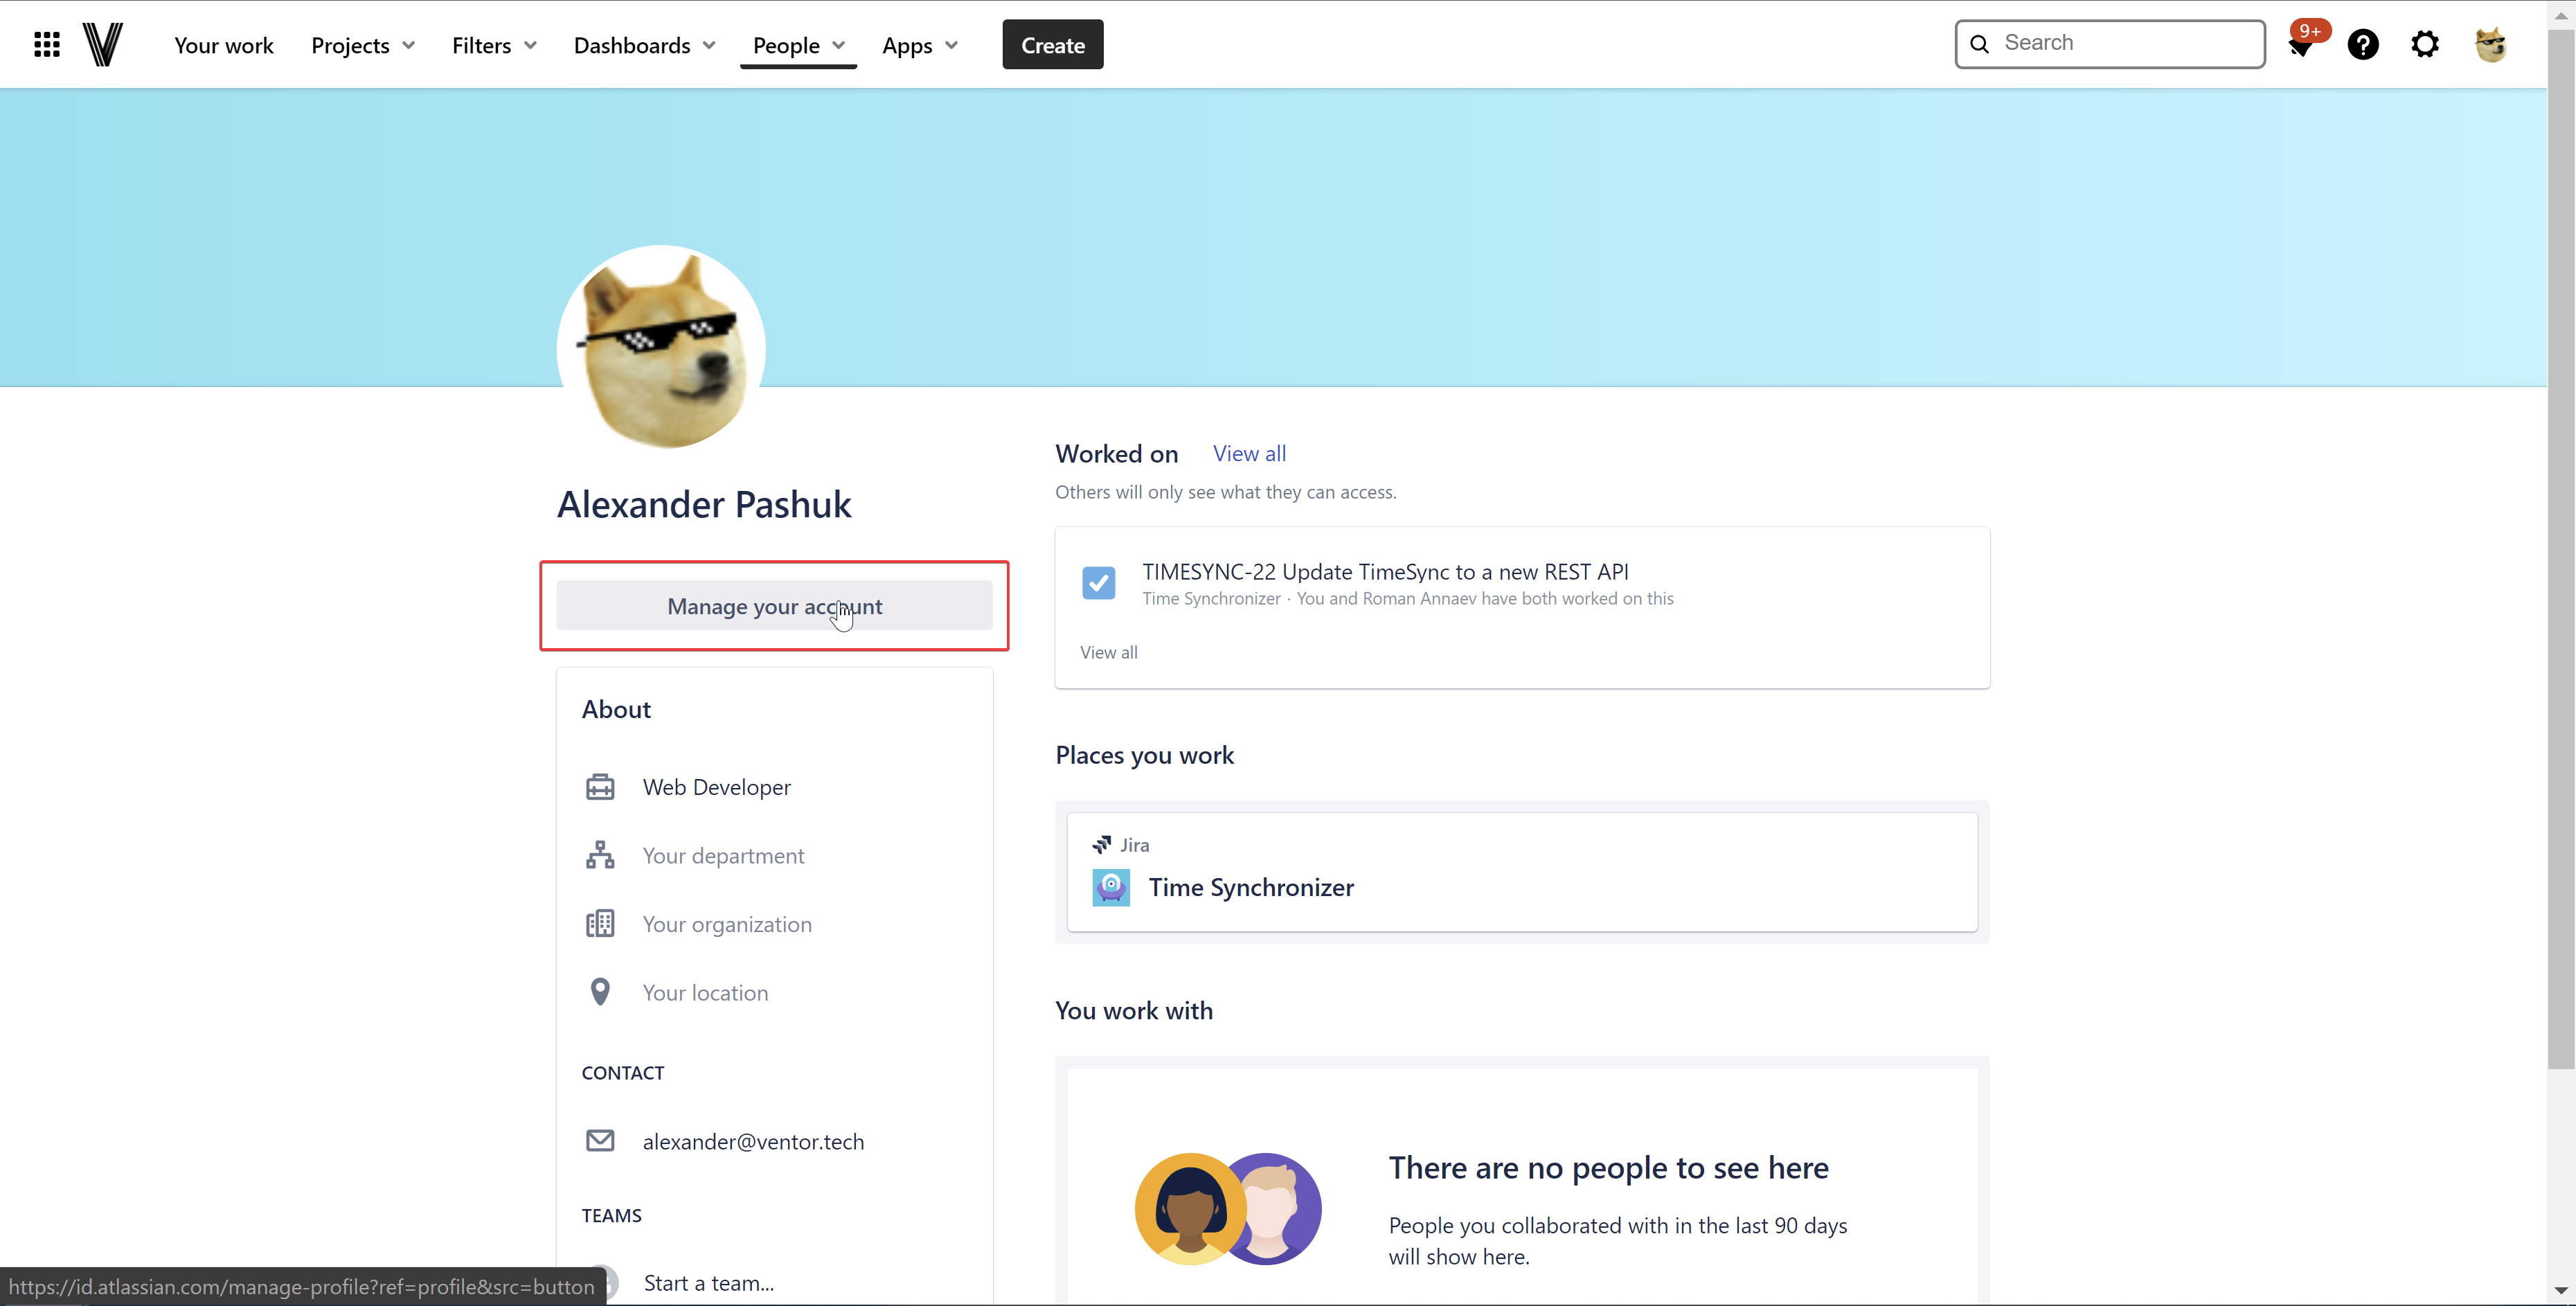 Your work Projects Filters Dashboards People Apps Create Search 9+
Alexander Pashuk
Manage your account
About
Web Developer
Your department
Your organization
Your location
CONTACT
alexander@ventor.tech
TEAMS
Start a team...
Worked on View all
Others will only see what they can access.
TIMESYNC-22 Update TimeSync to a new REST API
Time Synchronizer · You and Roman Annaev have both worked on this
View all
Places you work
Jira
Time Synchronizer
You work with
There are no people to see here
People you collaborated with in the last 90 days
will show here.
https://id.atlassian.com/manage-profile?ref=profile&src=button